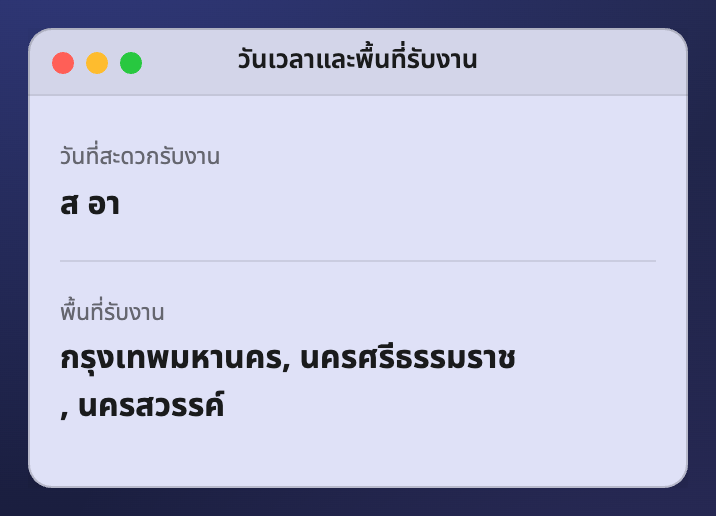 วันเวลาและพื้นที่รับงาน
วันที่สะดวกรับงาน
ส อา
พื้นที่รับงาน
กรุงเทพมหานคร, นครศรีธรรมราช
, นครสวรรค์